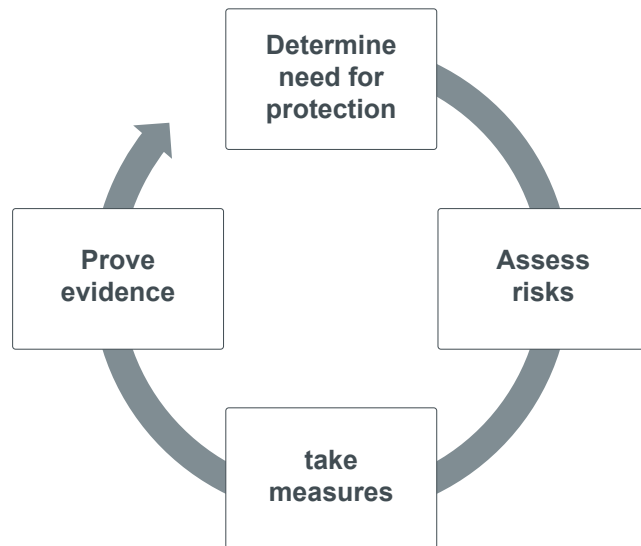 Determine
need for
protection
Assess
risks
take
measures
Prove
evidence